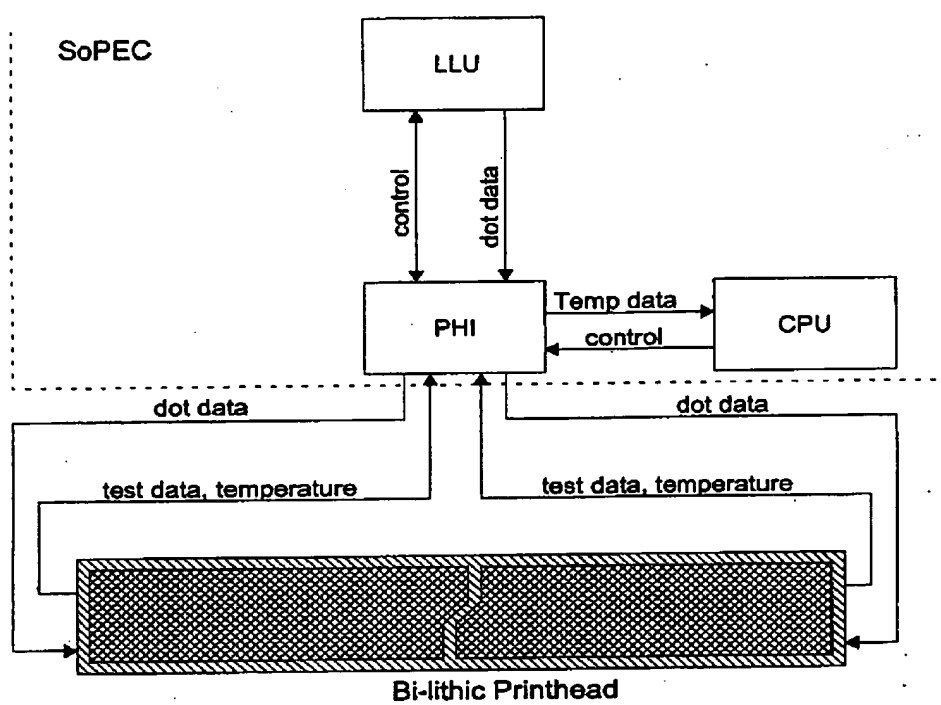 SoPEC
LLU
control
dot data
PHI
Temp data
control
CPU
dot data
dot data
test data, temperature
test data, temperature
Bi-lithic Printhead